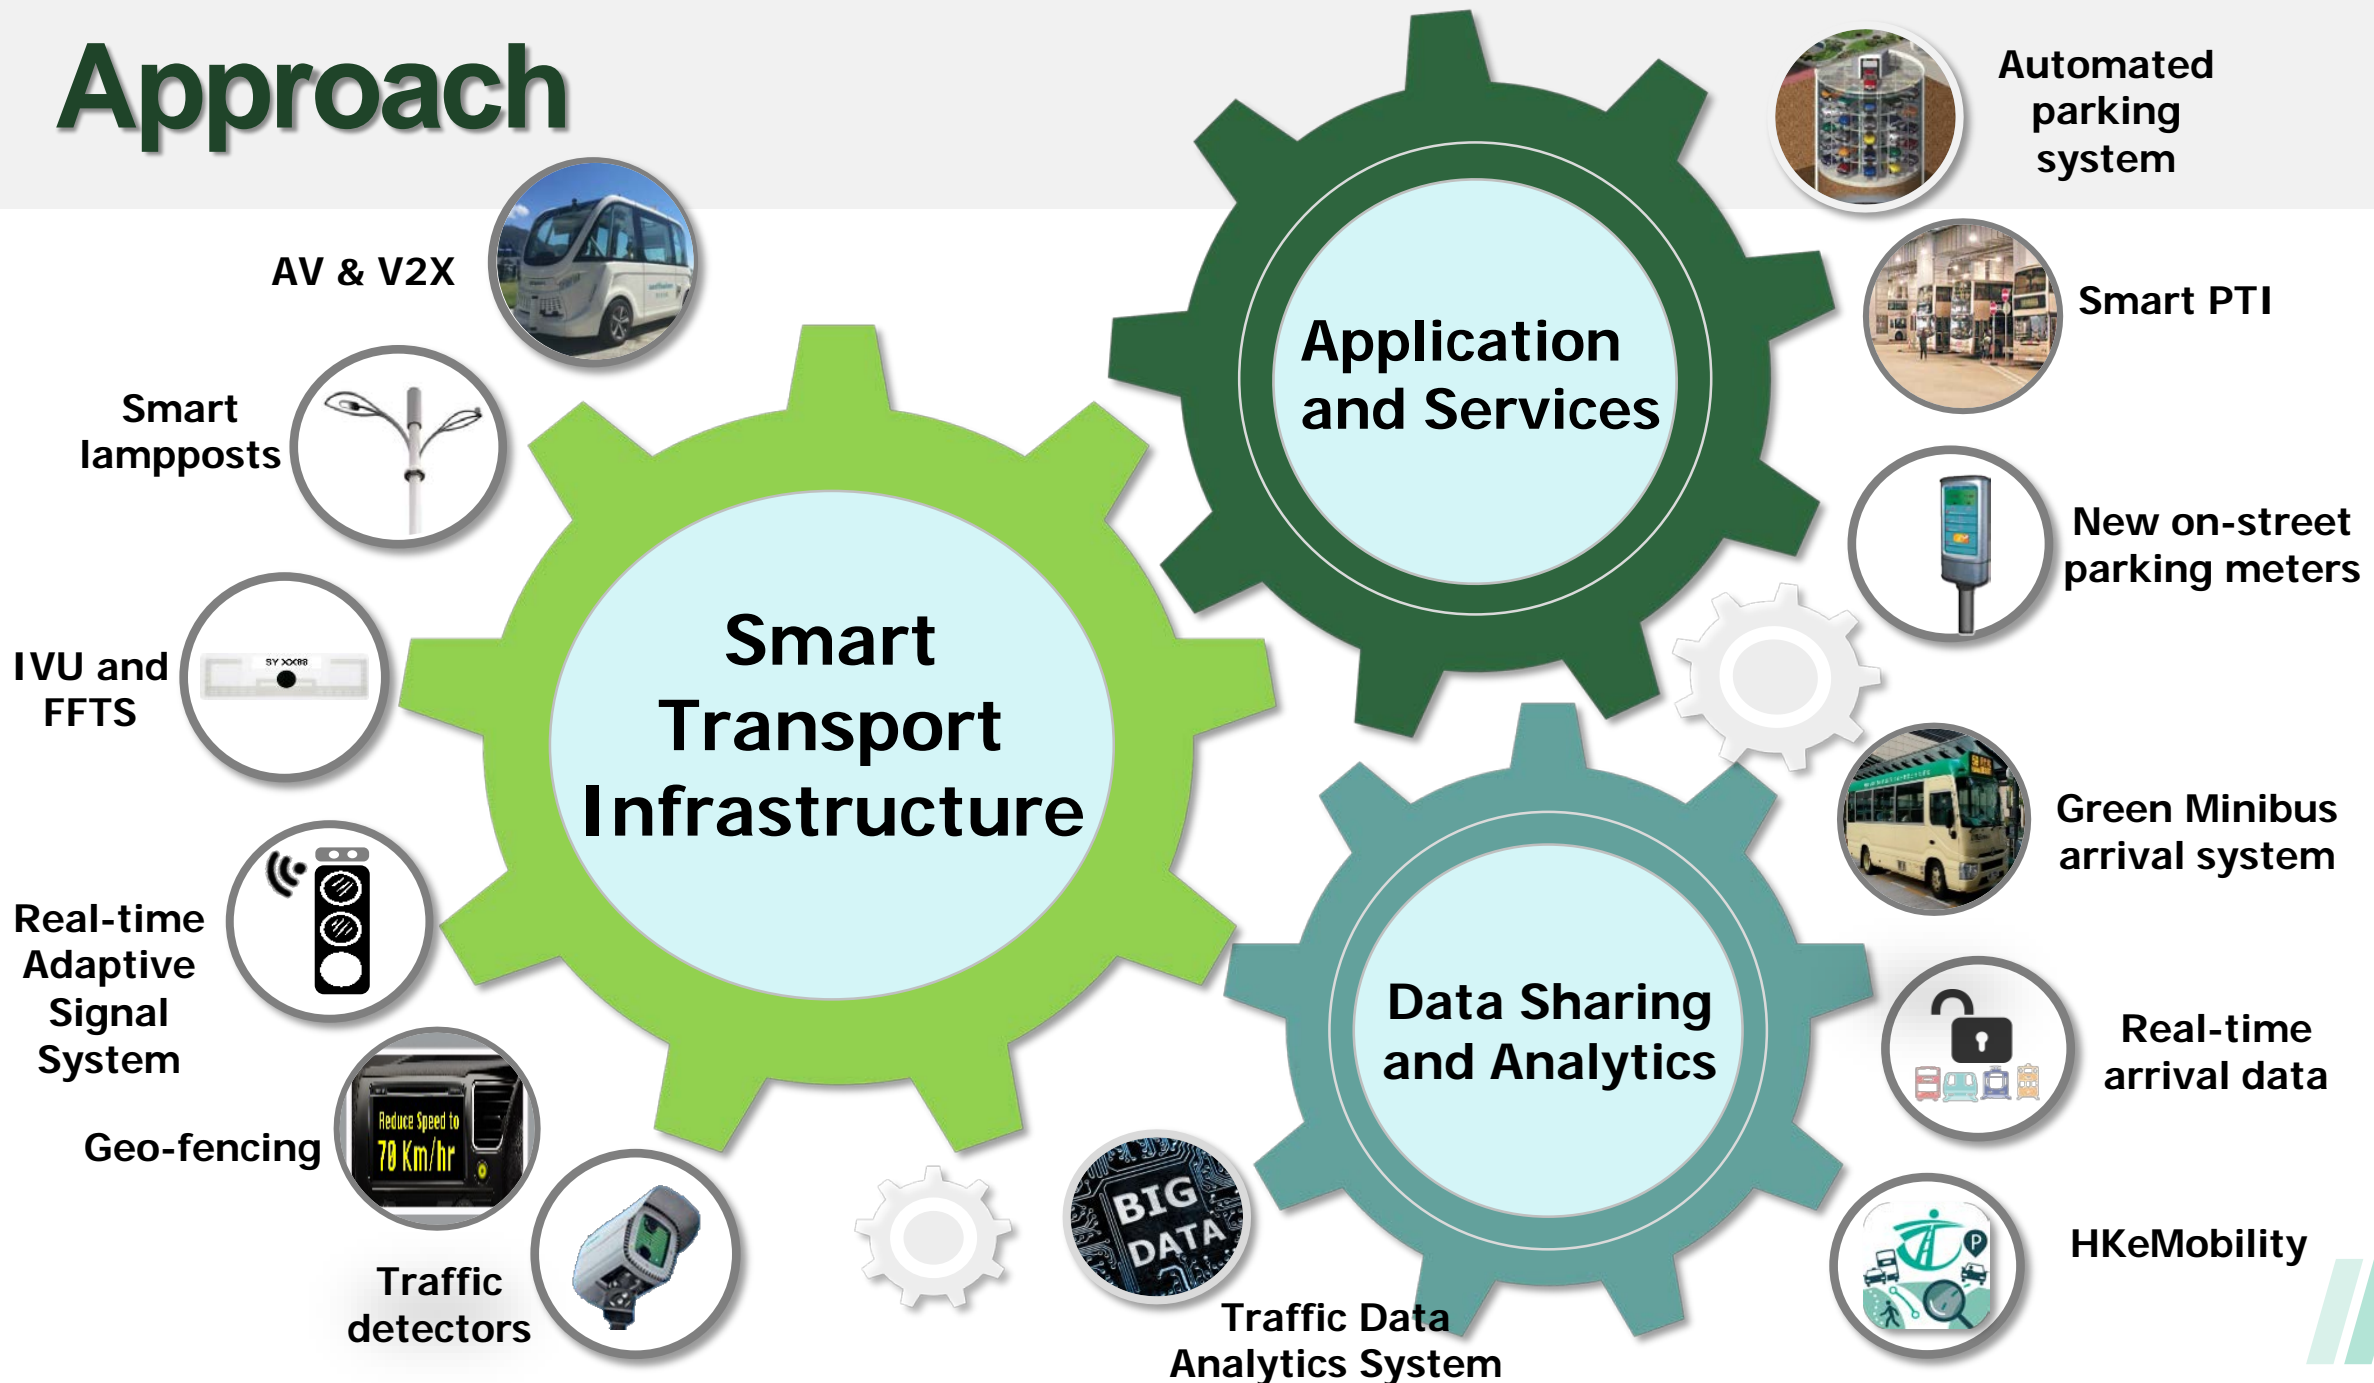 Approach
AV & V2X
Smart
lampposts
IVU and
FFTS
SY XX88
Real-time
Adaptive
Signal
System
Geo-fencing
Reduce Speed to
70 Km/hr
Traffic
detectors
Smart
Transport
Infrastructure
Application
and Services
Data Sharing
and Analytics
BIG
DATA
Traffic Data
Analytics System
Automated
parking
system
Smart PTI
New on-street
parking meters
Green Minibus
arrival system
Real-time
arrival data
HKeMobility
P